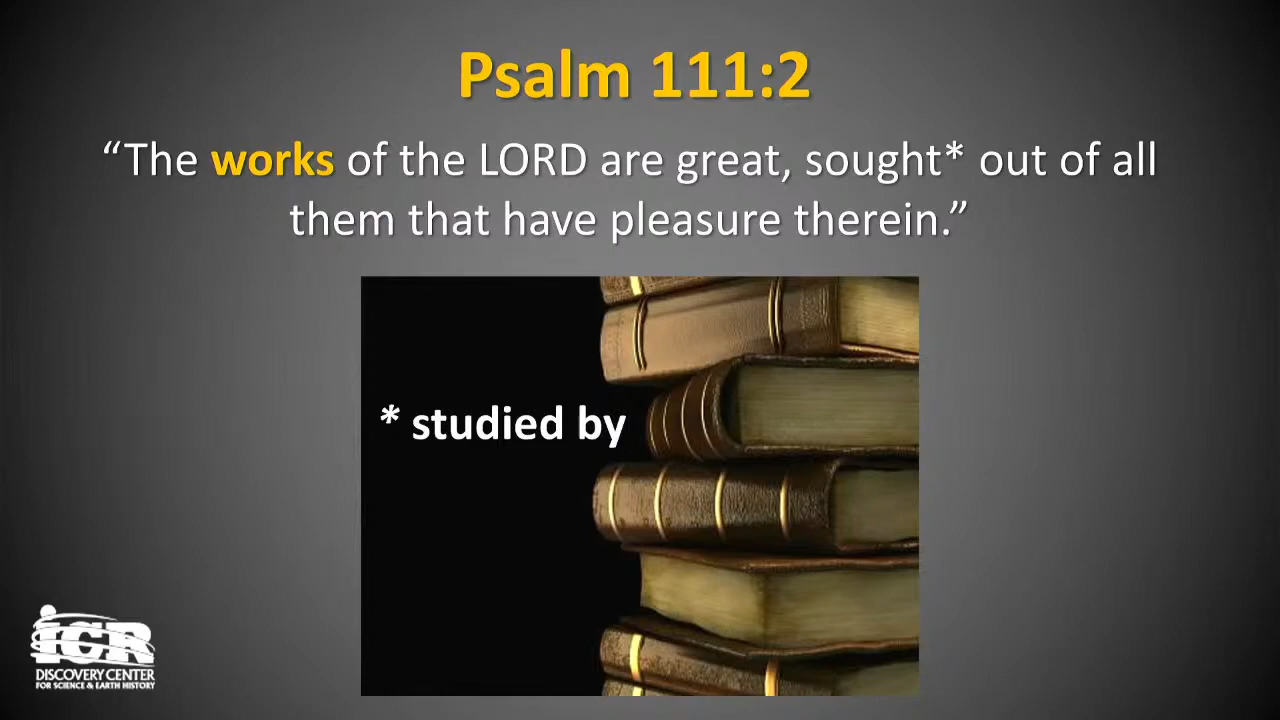 Psalm 111:2
“The works of the LORD are great, sought* out of all
them that have pleasure therein.”
* studied by
ICR
DISCOVERY CENTER
FOR SCIENCE & EARTH HISTORY